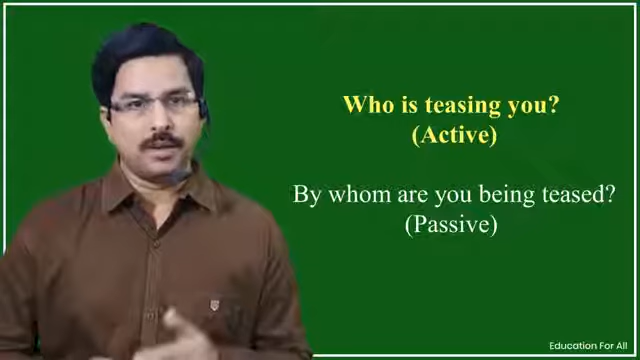 Who is teasing you?
(Active)
By whom are you being teased?
(Passive)
Education For All